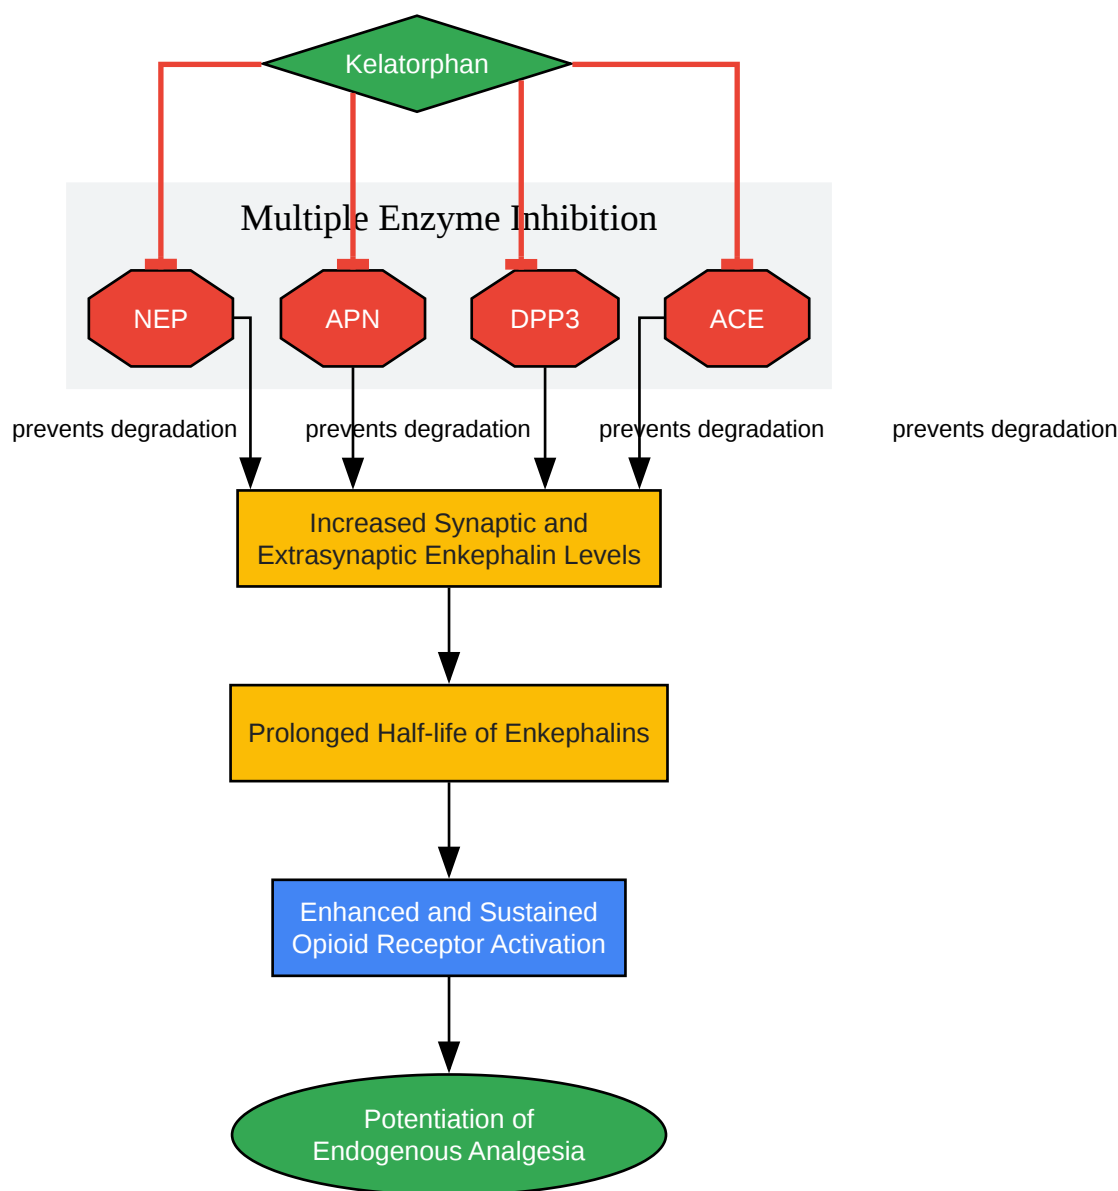 Kelatorphan
Multiple Enzyme Inhibition
NEP
APN
DPP3
ACE
prevents degradation
prevents degradation
prevents degradation
prevents degradation
Increased Synaptic and
Extrasynaptic Enkephalin Levels
Prolonged Half-life of Enkephalins
Enhanced and Sustained
Opioid Receptor Activation
Potentiation of
Endogenous Analgesia